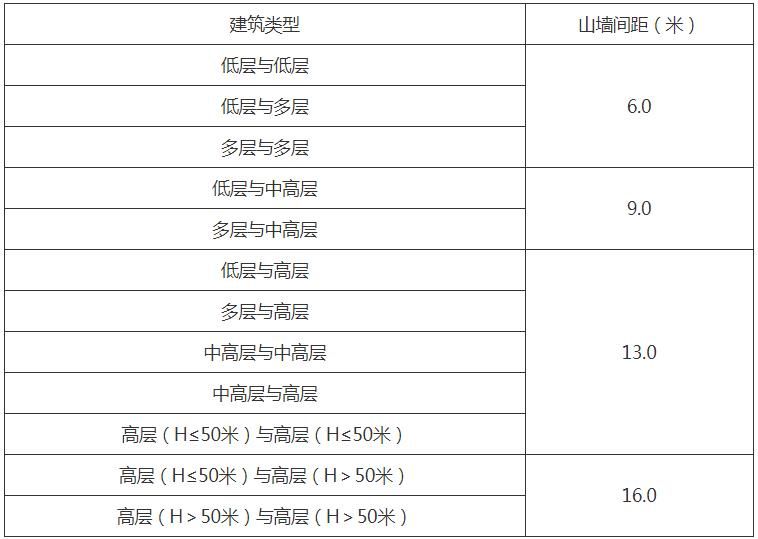 建筑类型 山墙间距（米）
低层与低层
低层与多层 6.0
多层与多层
低层与中高层
9.0
多层与中高层
低层与高层
多层与高层
中高层与中高层 13.0
中高层与高层
高层（H≤50米）与高层（H≤50米）
高层（H≤50米）与高层（H＞50米）
16.0
高层（H＞50米）与高层（H＞50米）